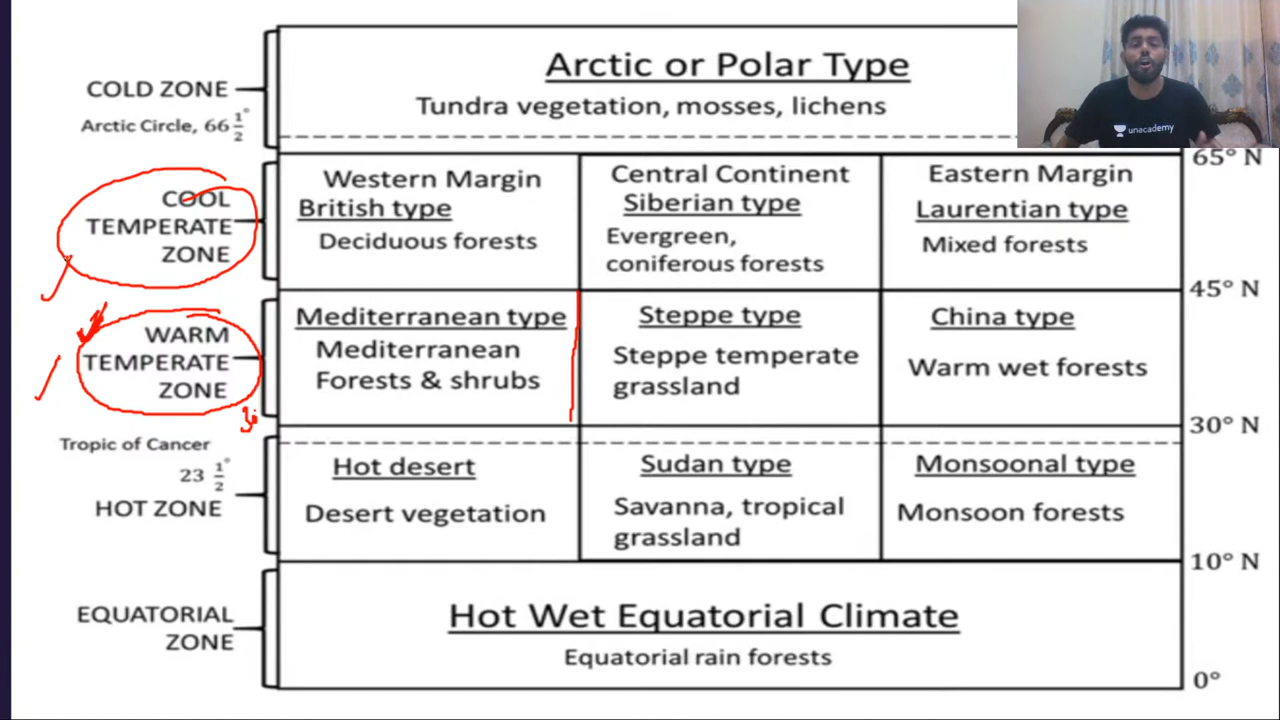 Arctic or Polar Type
Tundra vegetation, mosses, lichens
COLD ZONE
Arctic Circle, 66 1/2°
unacademy
65° N
COOL
TEMPERATE
ZONE
Western Margin
British type
Deciduous forests
Central Continent
Siberian type
Evergreen,
coniferous forests
Eastern Margin
Laurentian type
Mixed forests
45° N
WARM
TEMPERATE
ZONE
Mediterranean type
Mediterranean
Forests & shrubs
Steppe type
Steppe temperate
grassland
China type
Warm wet forests
30° N
Tropic of Cancer
23 1/2°
HOT ZONE
Hot desert
Desert vegetation
Sudan type
Savanna, tropical
grassland
Monsoonal type
Monsoon forests
10° N
EQUATORIAL
ZONE
Hot Wet Equatorial Climate
Equatorial rain forests
0°